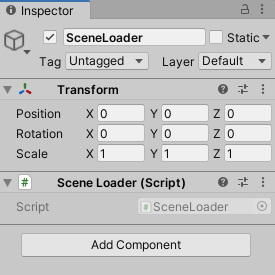 Inspector
SceneLoader Static
Tag Untagged Layer Default
Transform
Position X 0 Y 0 Z 0
Rotation X 0 Y 0 Z 0
Scale X 1 Y 1 Z 1
# Scene Loader (Script)
Script # SceneLoader
Add Component